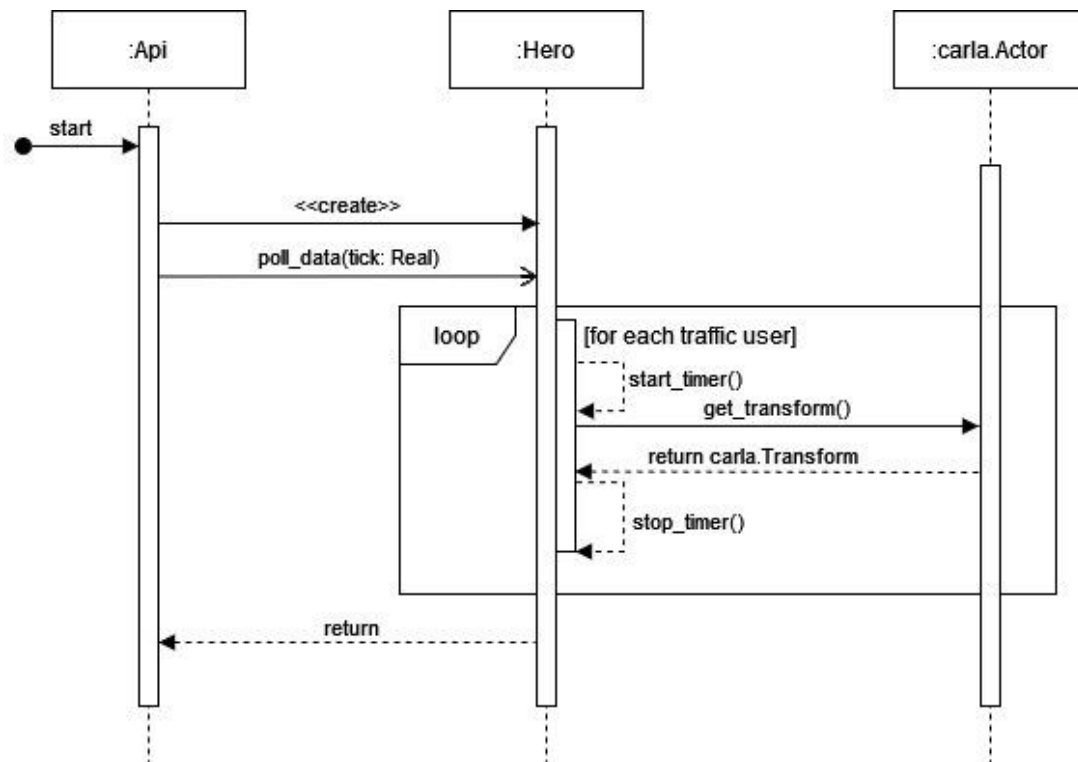 :Api
:Hero
:carla.Actor
start
<<create>>
poll_data(tick: Real)
loop
[for each traffic user]
start_timer()
get_transform()
return carla.Transform
stop_timer()
return